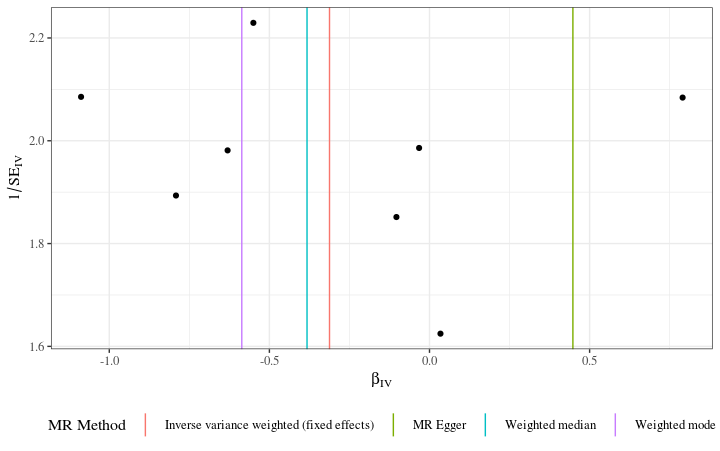 2.2
2.0
1.8
1.6
1/SE_IV
-1.0 -0.5 0.0 0.5
β_IV
MR Method Inverse variance weighted (fixed effects) MR Egger Weighted median Weighted mode